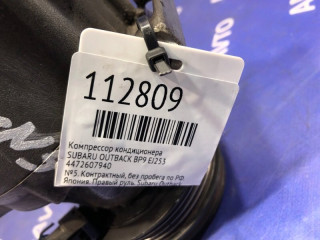 112809
Компрессор кондиционера
SUBARU OUTBACK BP9 EJ253
4472607940
№5. Контрактный, без пробега по РФ.
Япония. Правый руль. Subaru Outback